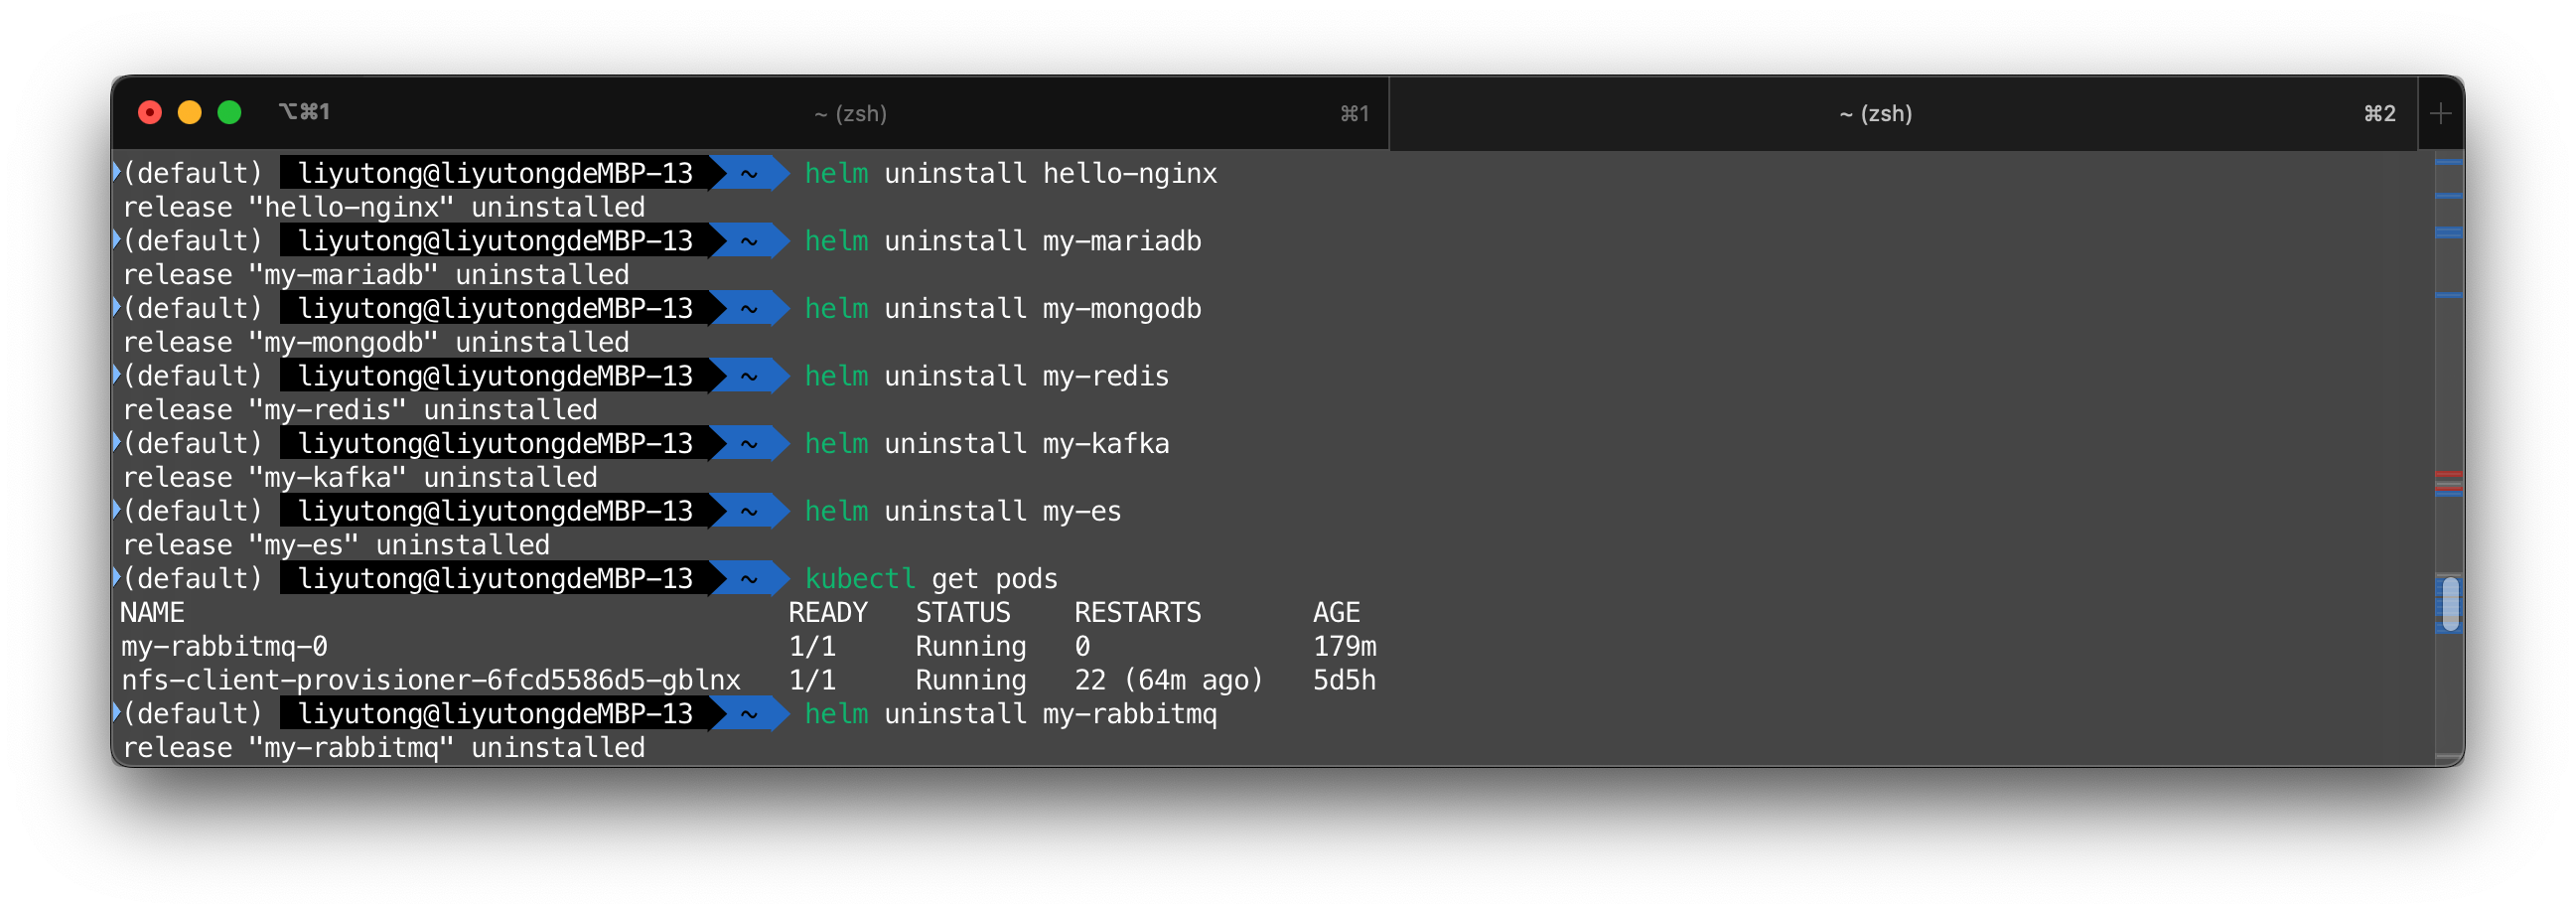 ⌥⌘1 ~ (zsh) ⌘1 ~ (zsh) ⌘2 +
(default) liyutong@liyutongdeMBP-13 ~ helm uninstall hello-nginx
release "hello-nginx" uninstalled
(default) liyutong@liyutongdeMBP-13 ~ helm uninstall my-mariadb
release "my-mariadb" uninstalled
(default) liyutong@liyutongdeMBP-13 ~ helm uninstall my-mongodb
release "my-mongodb" uninstalled
(default) liyutong@liyutongdeMBP-13 ~ helm uninstall my-redis
release "my-redis" uninstalled
(default) liyutong@liyutongdeMBP-13 ~ helm uninstall my-kafka
release "my-kafka" uninstalled
(default) liyutong@liyutongdeMBP-13 ~ helm uninstall my-es
release "my-es" uninstalled
(default) liyutong@liyutongdeMBP-13 ~ kubectl get pods
NAME READY STATUS RESTARTS AGE
my-rabbitmq-0 1/1 Running 0 179m
nfs-client-provisioner-6fcd5586d5-gblnx 1/1 Running 22 (64m ago) 5d5h
(default) liyutong@liyutongdeMBP-13 ~ helm uninstall my-rabbitmq
release "my-rabbitmq" uninstalled